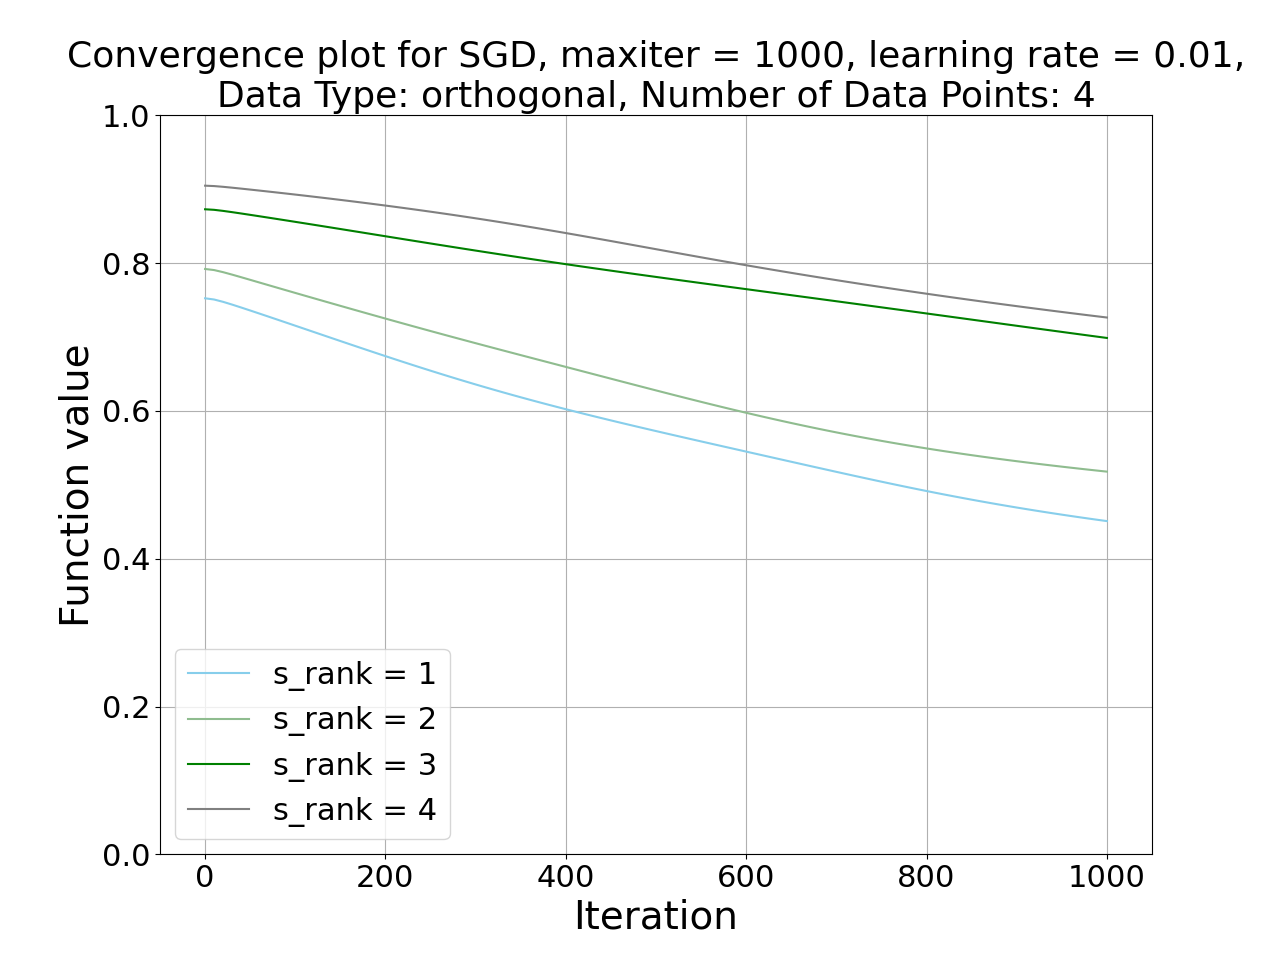 Convergence plot for SGD, maxiter = 1000, learning rate = 0.01,
Data Type: orthogonal, Number of Data Points: 4
1.0
0.8
0.6
0.4
0.2
0.0
Function value
s_rank = 1
s_rank = 2
s_rank = 3
s_rank = 4
0 200 400 600 800 1000
Iteration